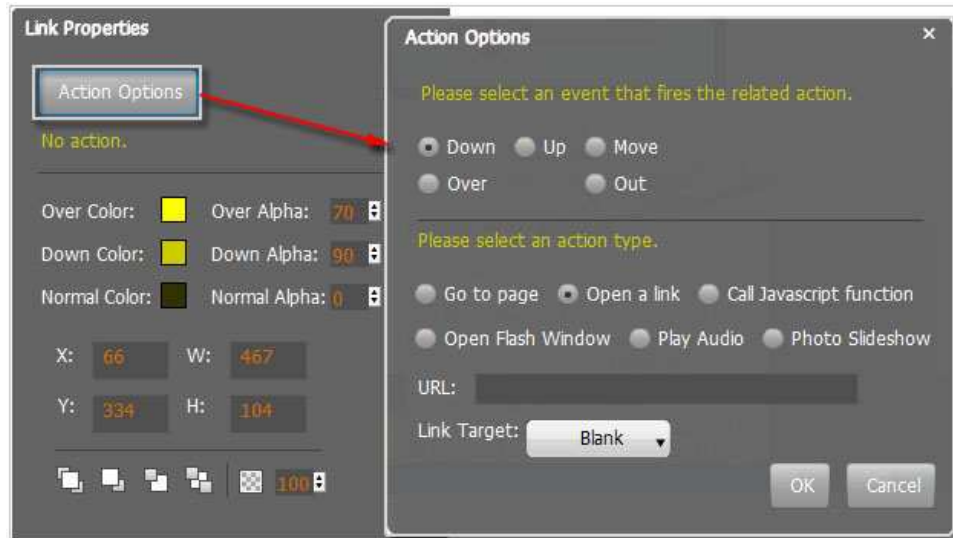 Link Properties
Action Options
No action.
Over Color: Over Alpha: 70
Down Color: Down Alpha: 90
Normal Color: Normal Alpha: 0
X: 66 W: 467
Y: 334 H: 104
100
Action Options
Please select an event that fires the related action.
Down Up Move
Over Out
Please select an action type.
Go to page Open a link Call Javascript function
Open Flash Window Play Audio Photo Slideshow
URL:
Link Target: Blank
OK Cancel